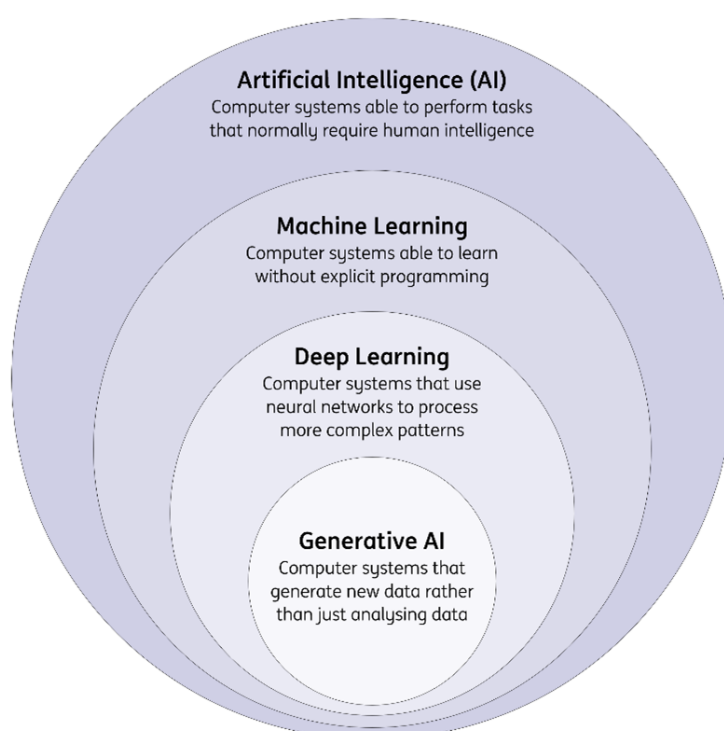 Artificial Intelligence (AI)
Computer systems able to perform tasks
that normally require human intelligence
Machine Learning
Computer systems able to learn
without explicit programming
Deep Learning
Computer systems that use
neural networks to process
more complex patterns
Generative AI
Computer systems that
generate new data rather
than just analysing data